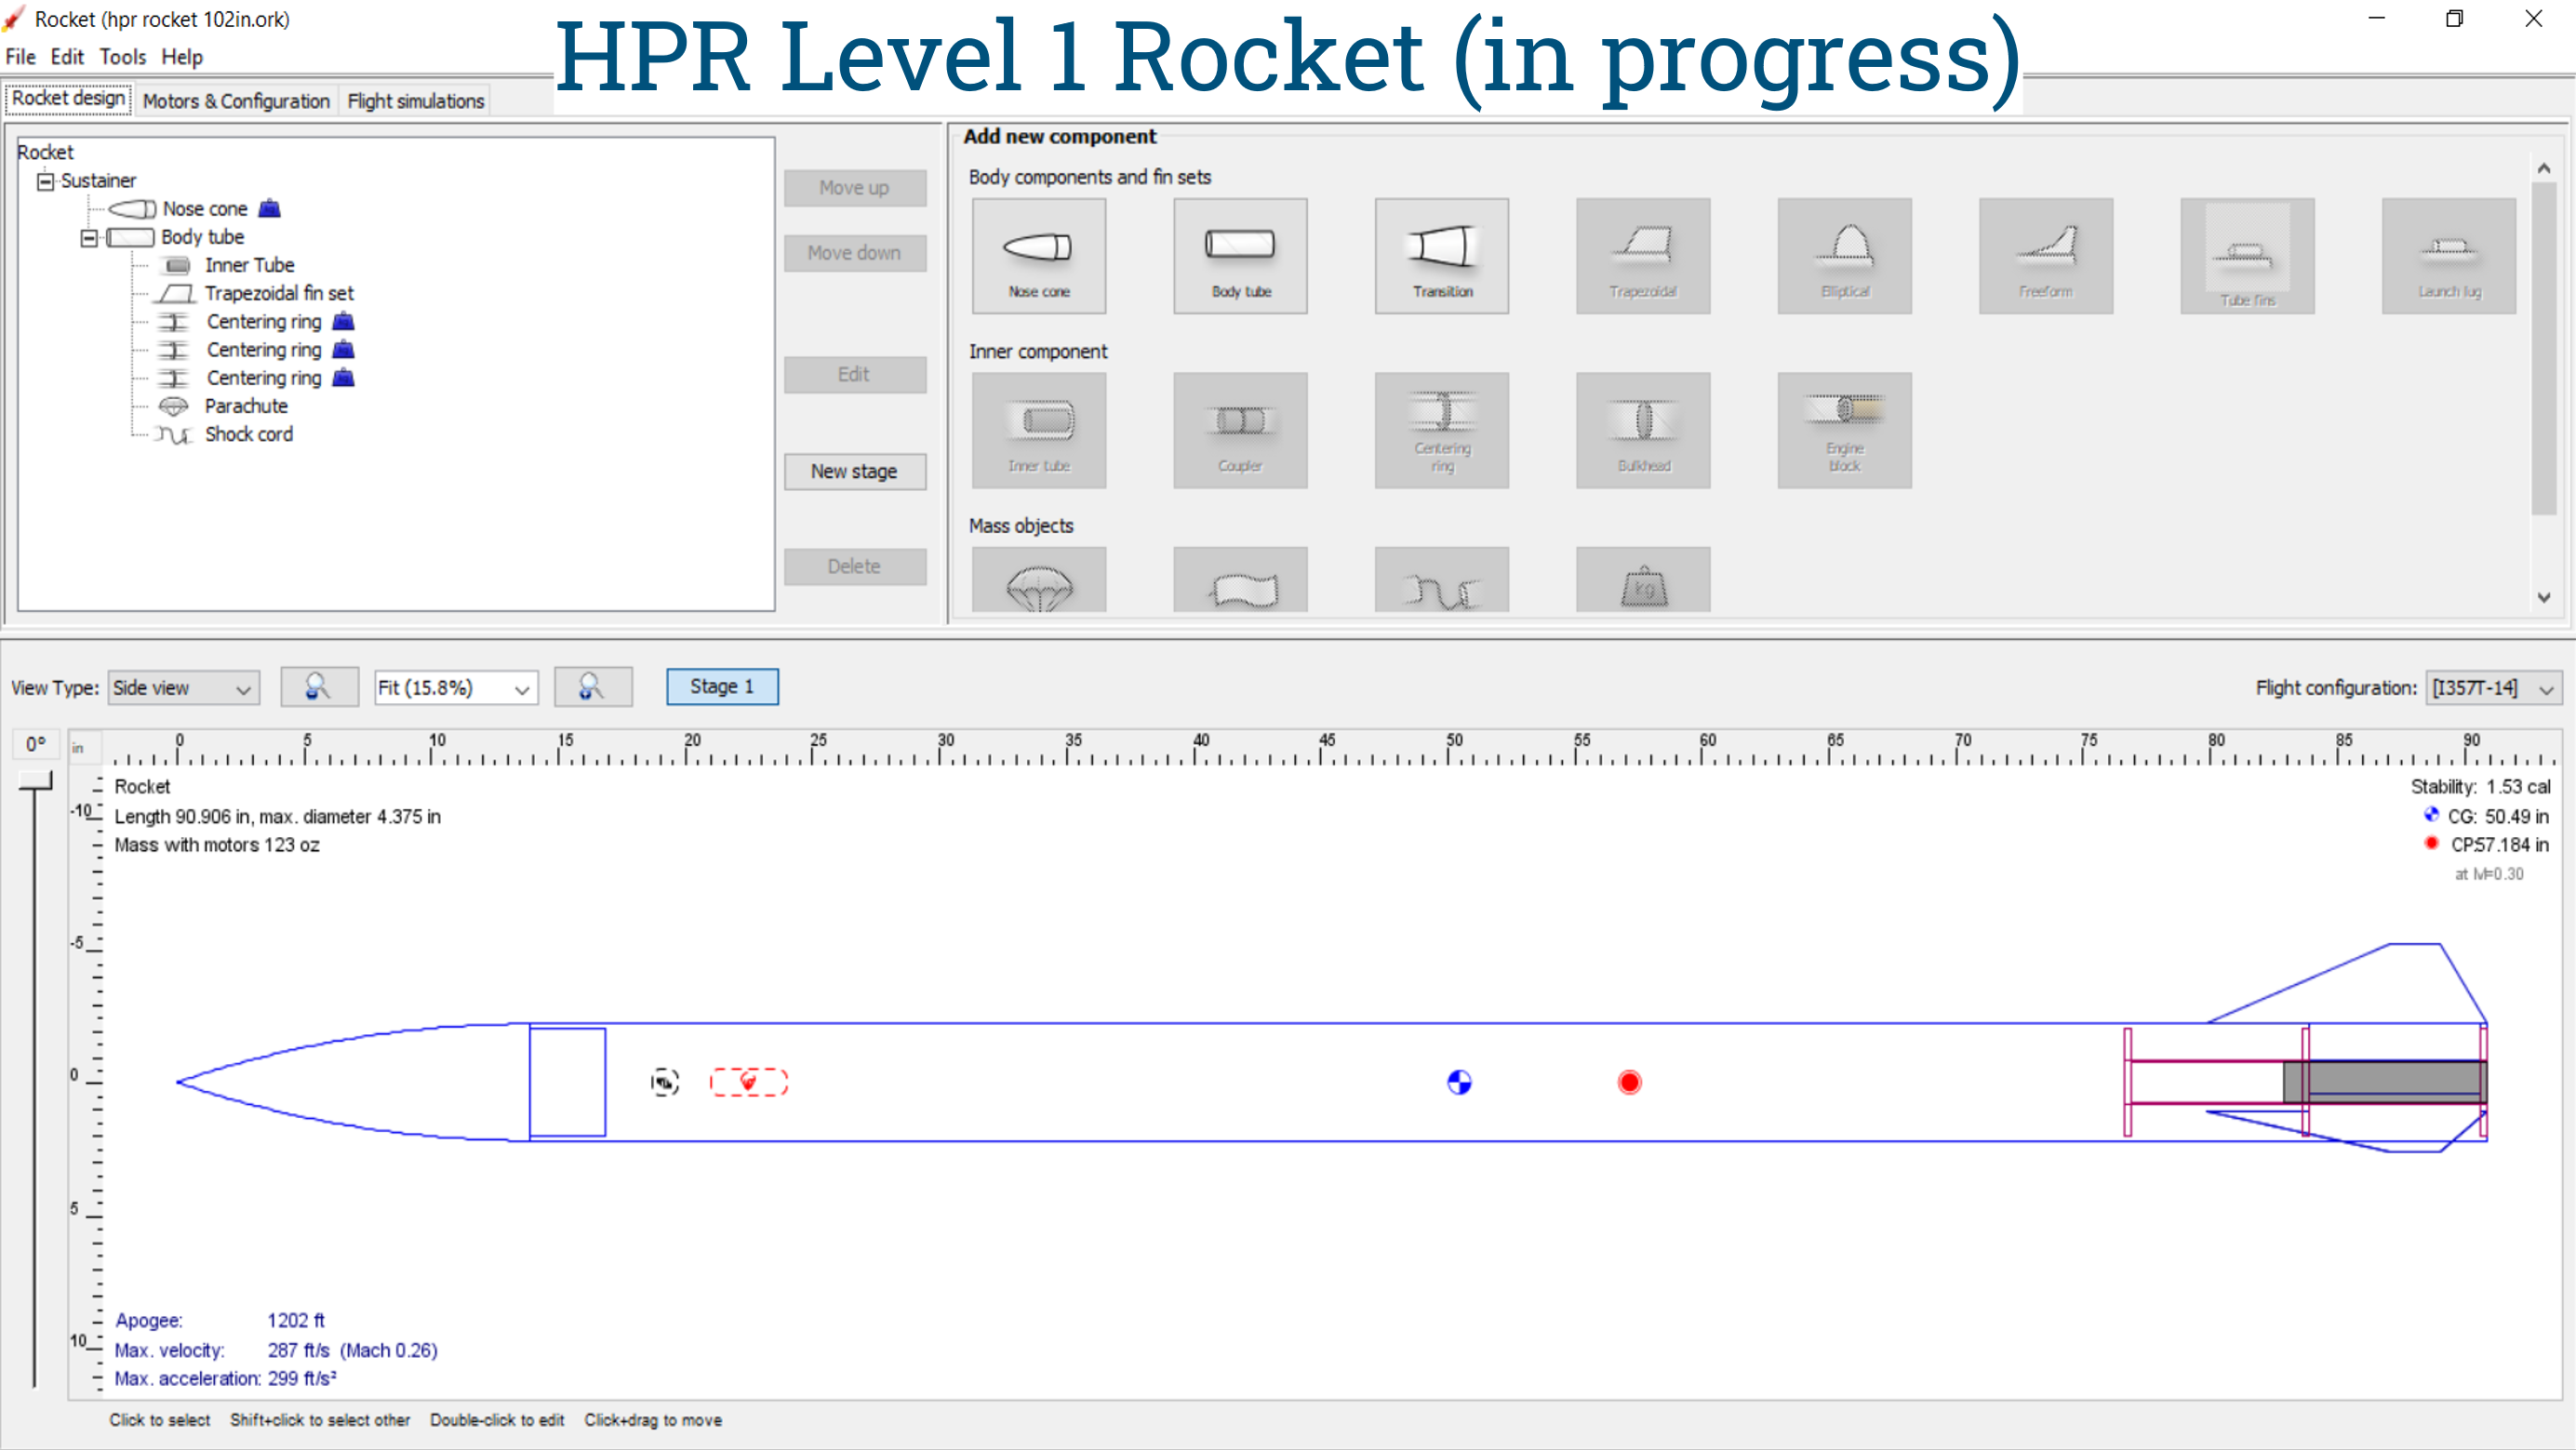 Rocket (hpr rocket 102in.ork)
HPR Level 1 Rocket (in progress)
File Edit Tools Help
Rocket design Motors & Configuration Flight simulations
Rocket
Sustainer
Nose cone
Body tube
Inner Tube
Trapezoidal fin set
Centering ring
Centering ring
Centering ring
Parachute
Shock cord
Move up
Move down
Edit
New stage
Delete
Add new component
Body components and fin sets
Nose cone Body tube Transition Trapezoidal Elliptical Freeform Tube fins Launch lug
Inner component
Inner tube Coupler Centering ring Bulkhead Engine block
Mass objects
kg
View Type: Side view Fit (15.8%) Stage 1 Flight configuration: [I357T-14]
0°
in 0 5 10 15 20 25 30 35 40 45 50 55 60 65 70 75 80 85 90
-10
-5
0
5
10
Rocket
Length 90.906 in, max. diameter 4.375 in
Mass with motors 123 oz
Stability: 1.53 cal
CG: 50.49 in
CP:57.184 in
at M=0.30
Apogee: 1202 ft
Max. velocity: 287 ft/s (Mach 0.26)
Max. acceleration: 299 ft/s²
Click to select Shift+click to select other Double-click to edit Click+drag to move